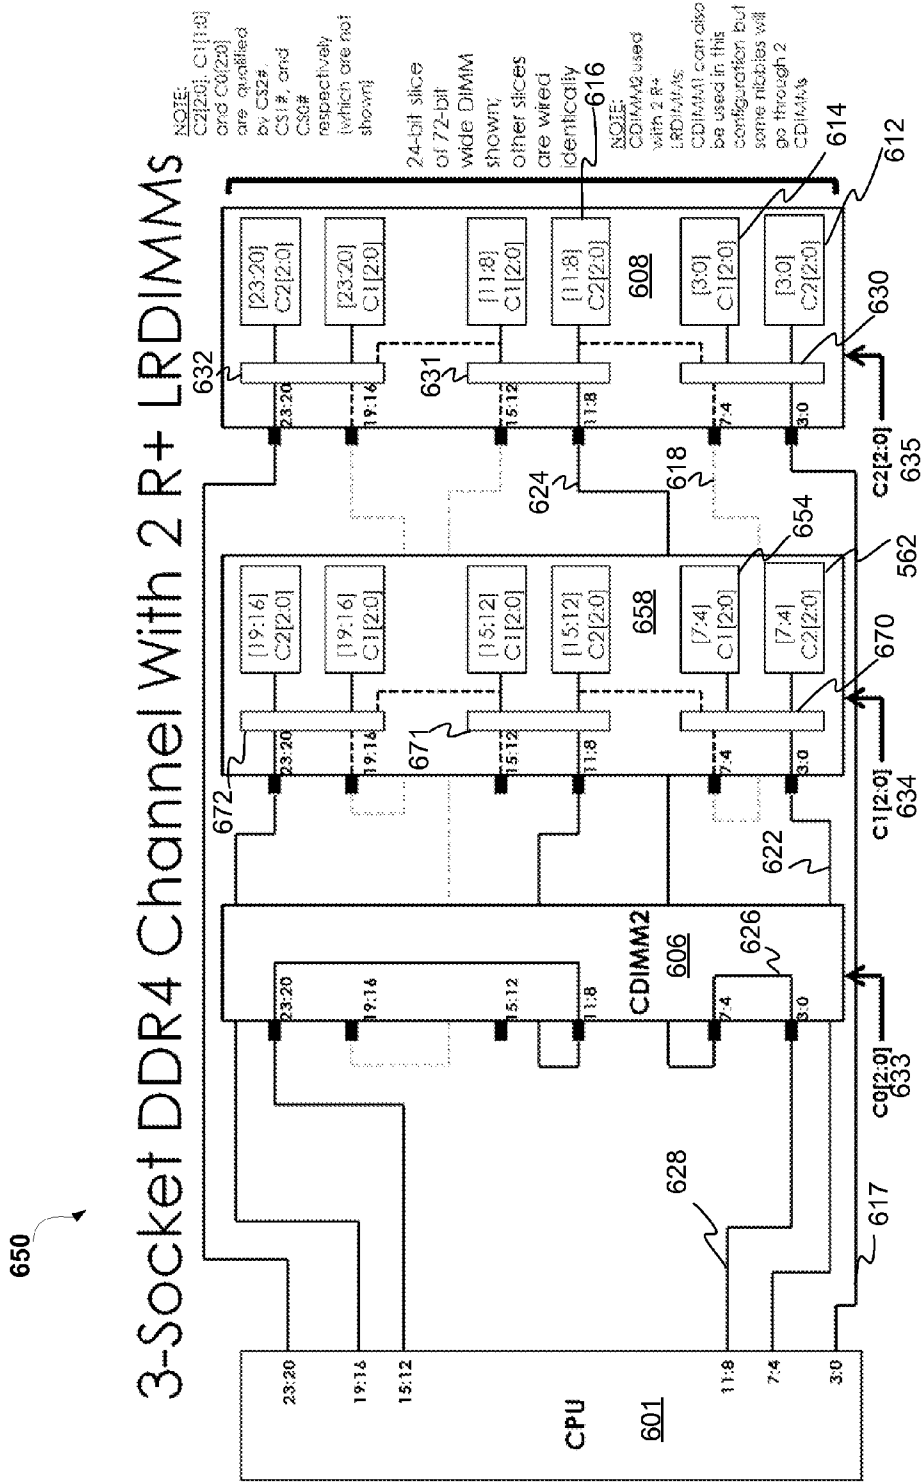 650
3-Socket DDR4 Channel With 2 R+ LRDIMMs
NOTE:
C2[2:0], C1[1:0]
and C0[2:0]
are qualified
by CS2#,
CS1#, and
CS0#
respectively
(which are not
shown)
24-bit slice
of 72-bit
wide DIMM
shown;
other slices
are wired
identically
NOTE:
CDIMM2 used
with 2 R+
LRDIMMs;
CDIMM1 can also
be used in this
configuration but
some nibbles will
go through 2
CDIMMs
CPU
601
23:20
19:16
15:12
11:8
7:4
3:0
628
617
CDIMM2
606
23:20
19:16
15:12
11:8
7:4
3:0
626
C0[2:0]
633
622
672
671
670
23:20
19:16
15:12
11:8
7:4
3:0
[19:16]
C2[2:0]
[19:16]
C1[2:0]
[15:12]
C1[2:0]
[15:12]
C2[2:0]
658
[7:4]
C1[2:0]
[7:4]
C2[2:0]
654
562
C1[2:0]
634
624
618
632
631
630
23:20
19:16
15:12
11:8
7:4
3:0
[23:20]
C2[2:0]
[23:20]
C1[2:0]
[11:8]
C1[2:0]
[11:8]
C2[2:0]
608
[3:0]
C1[2:0]
[3:0]
C2[2:0]
616
614
612
C2[2:0]
635